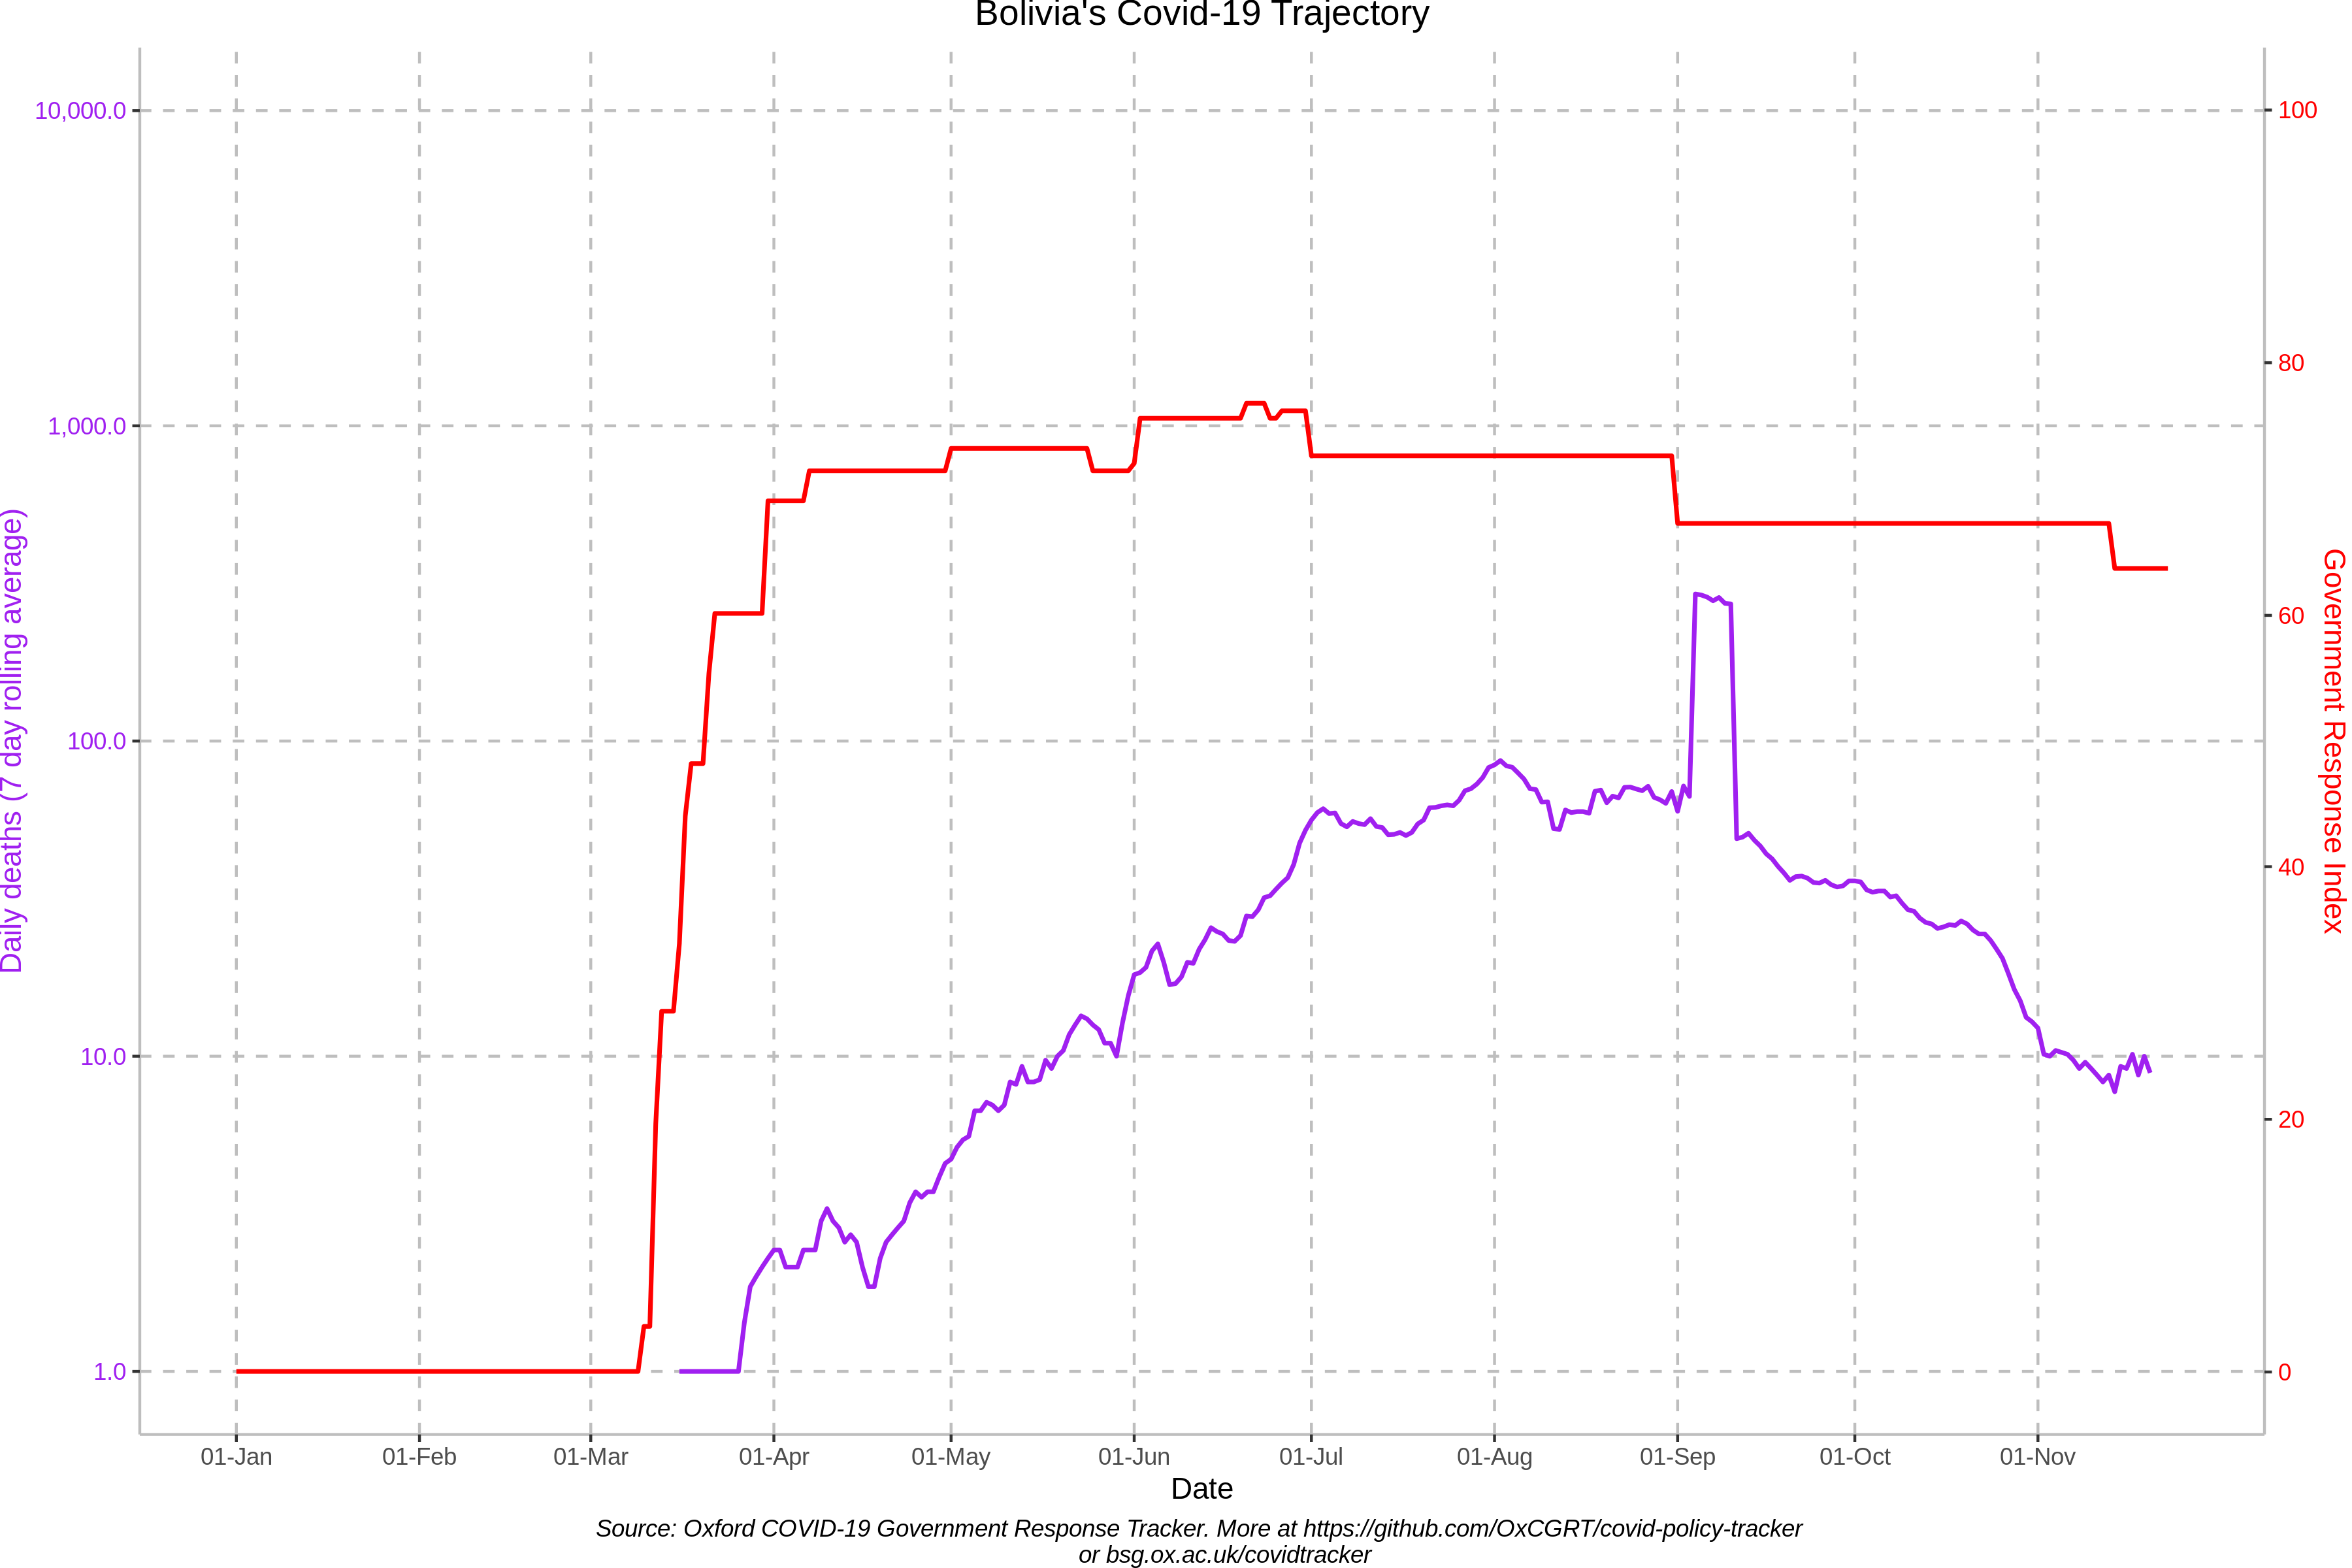 Bolivia's Covid-19 Trajectory
10,000.0
1,000.0
100.0
10.0
1.0
Daily deaths (7 day rolling average)
100
80
60
40
20
0
Government Response Index
01-Jan
01-Feb
01-Mar
01-Apr
01-May
01-Jun
01-Jul
01-Aug
01-Sep
01-Oct
01-Nov
Date
Source: Oxford COVID-19 Government Response Tracker. More at https://github.com/OxCGRT/covid-policy-tracker
or bsg.ox.ac.uk/covidtracker